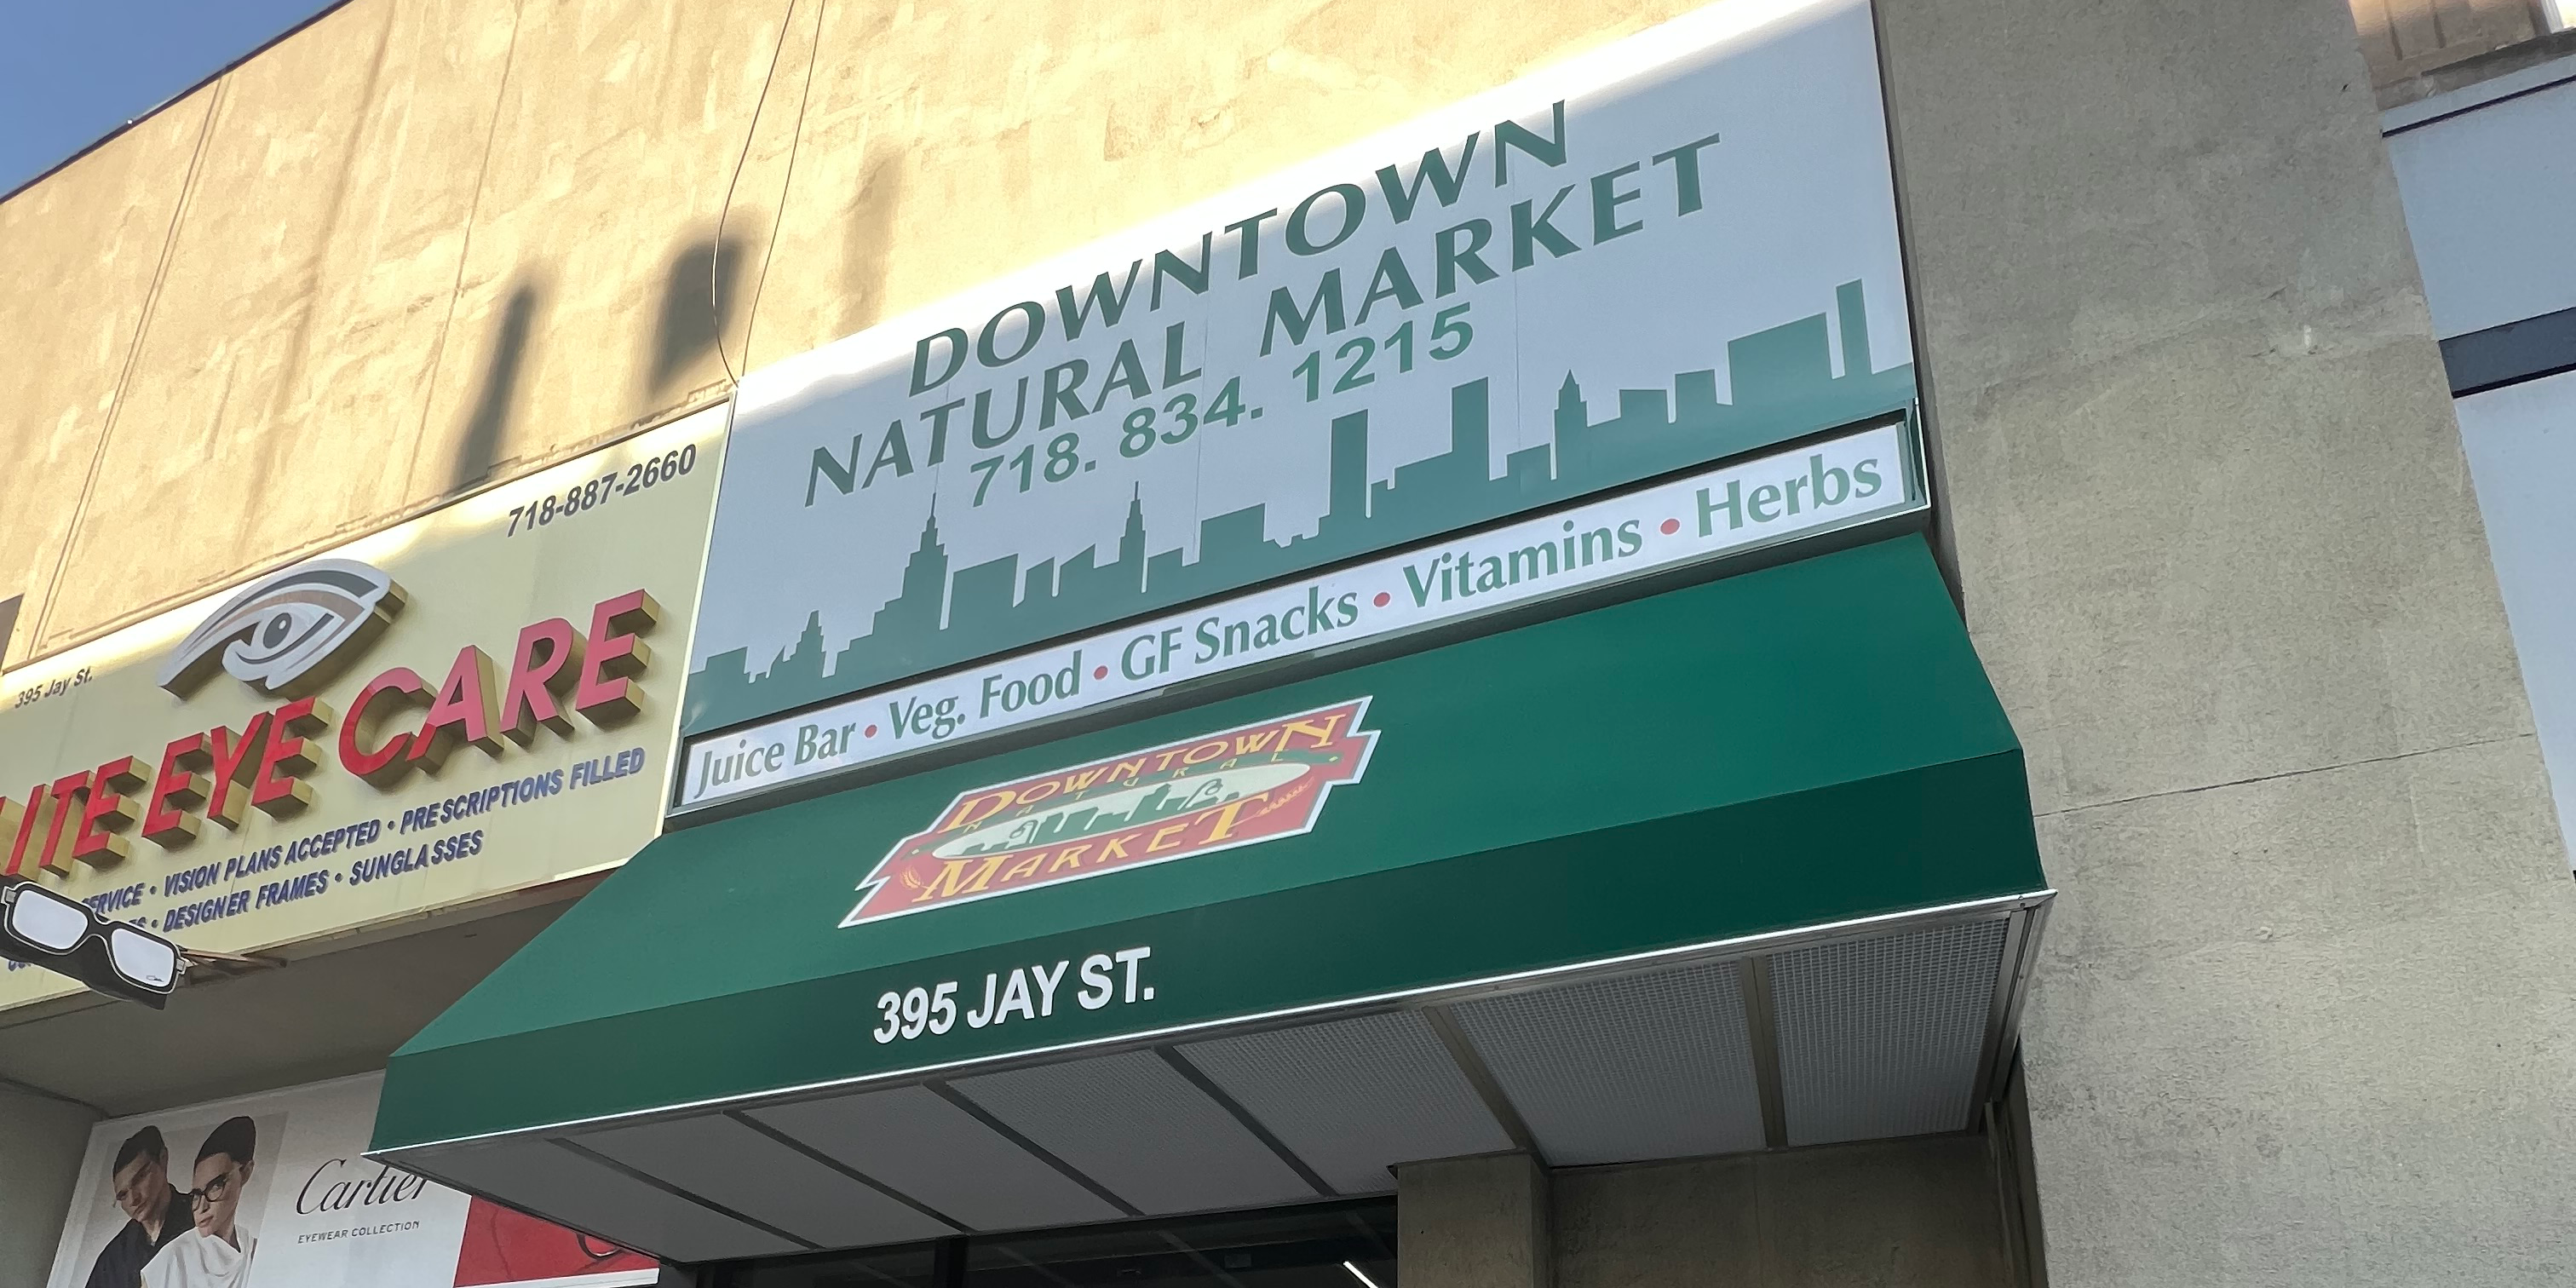 718-887-2660
395 Jay St.
EYE CARE
VISION PLANS ACCEPTED • PRESCRIPTIONS FILLED
• DESIGNER FRAMES • SUNGLASSES
DOWNTOWN
NATURAL MARKET
718. 834. 1215
Juice Bar • Veg. Food • GF Snacks • Vitamins • Herbs
DOWNTOWN
NATURAL
MARKET
395 JAY ST.
Cartier
EYEWEAR COLLECTION